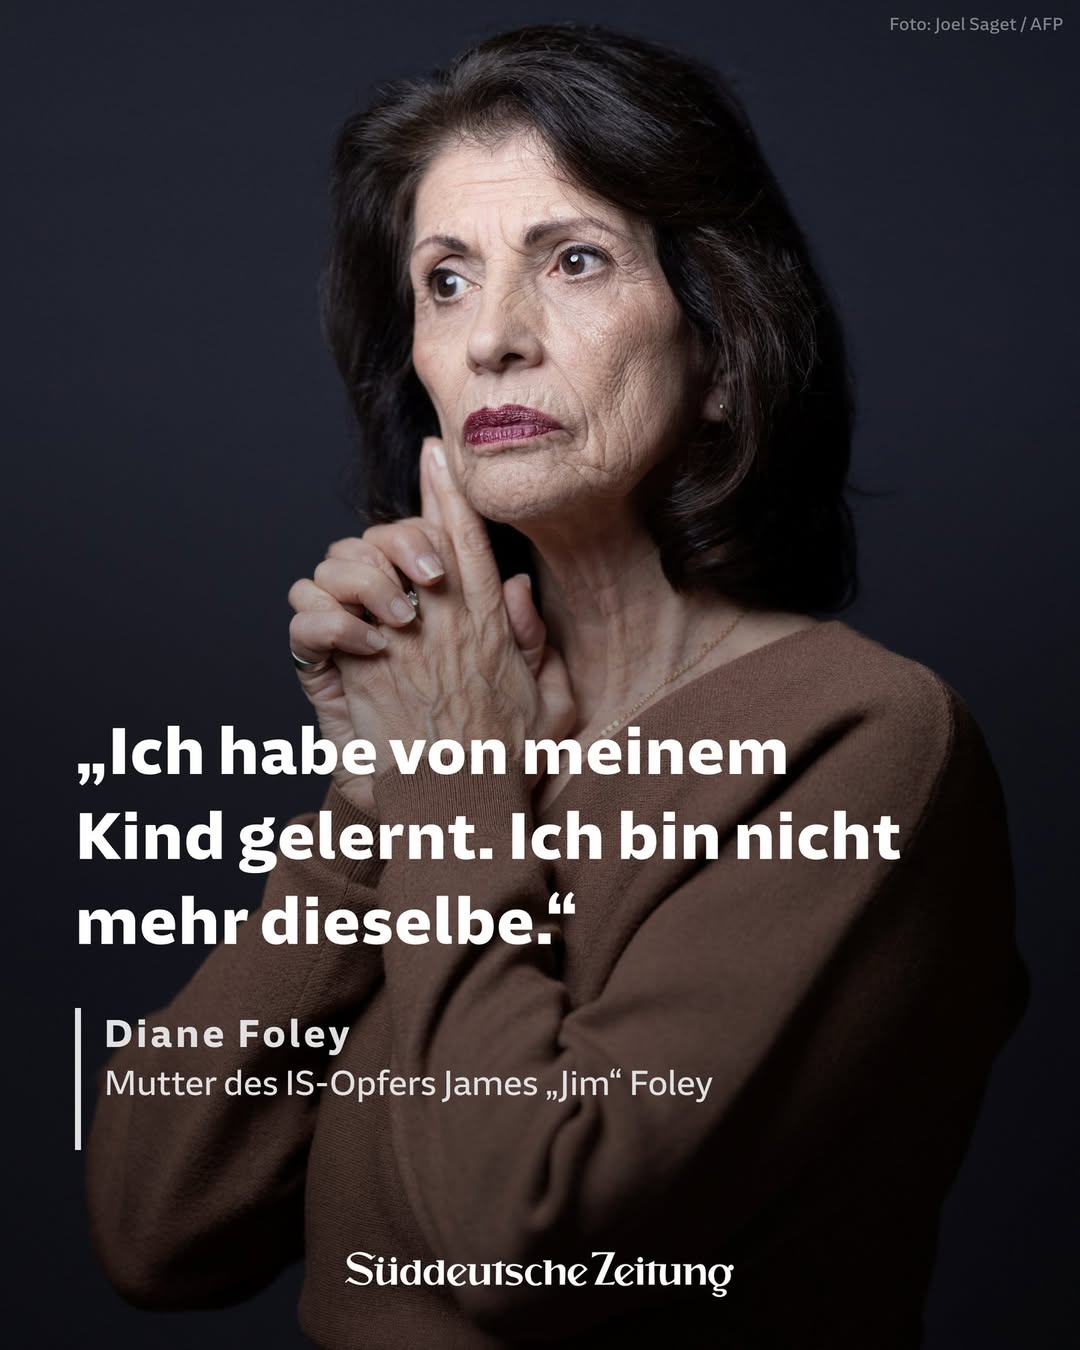 Foto: Joel Saget / AFP
„Ich habe von meinem
Kind gelernt. Ich bin nicht
mehr dieselbe.“
Diane Foley
Mutter des IS-Opfers James „Jim“ Foley
Süddeutsche Zeitung